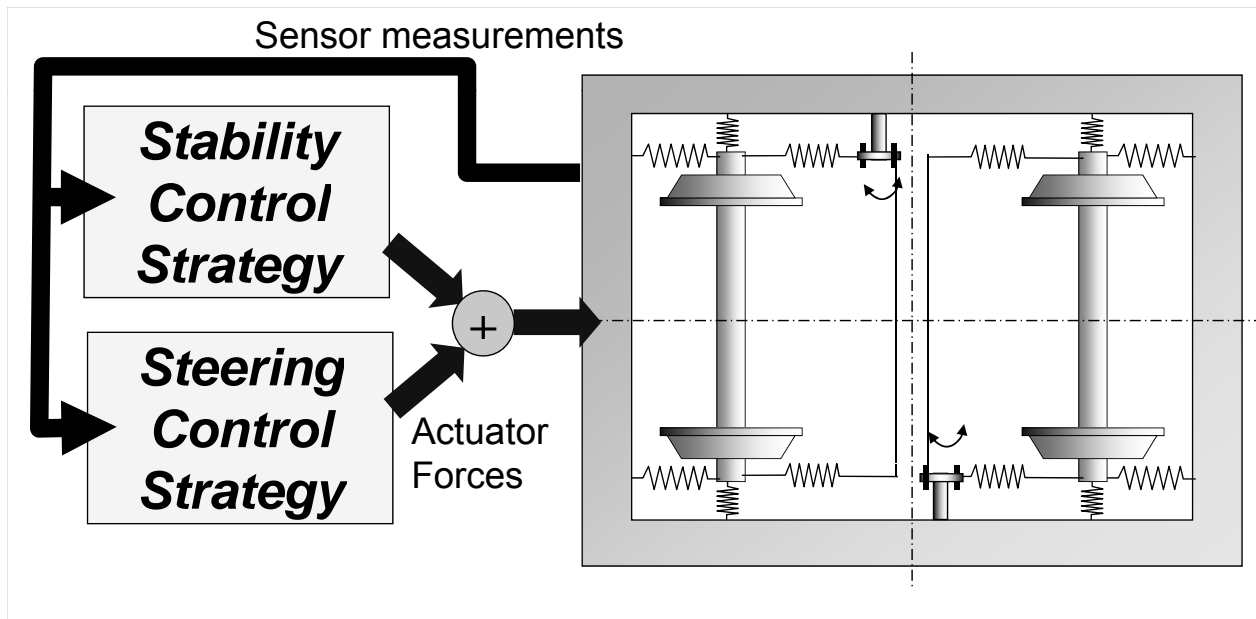 Sensor measurements
Stability
Control
Strategy
+
Steering
Control
Strategy
Actuator
Forces